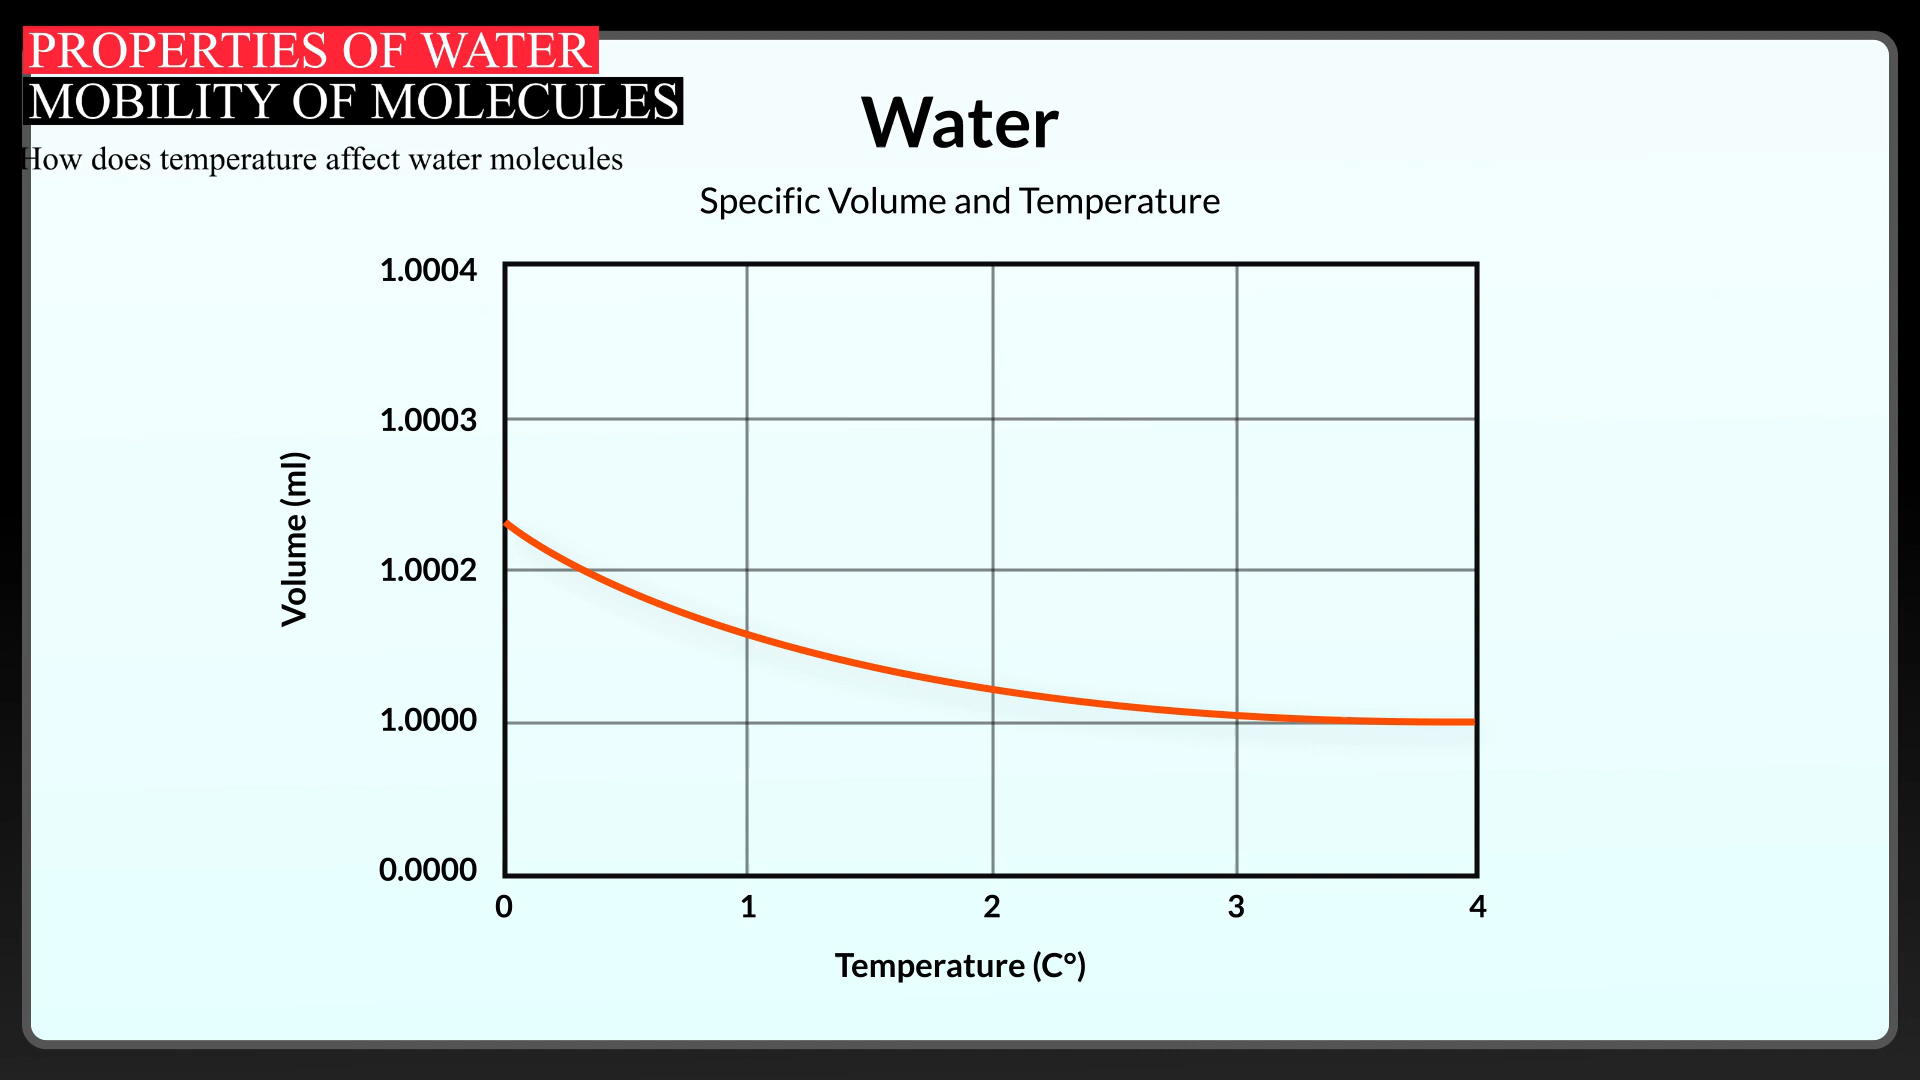 PROPERTIES OF WATER
MOBILITY OF MOLECULES
How does temperature affect water molecules
Water
Specific Volume and Temperature
1.0004
1.0003
1.0002
1.0000
0.0000
Volume (ml)
0 1 2 3 4
Temperature (C°)